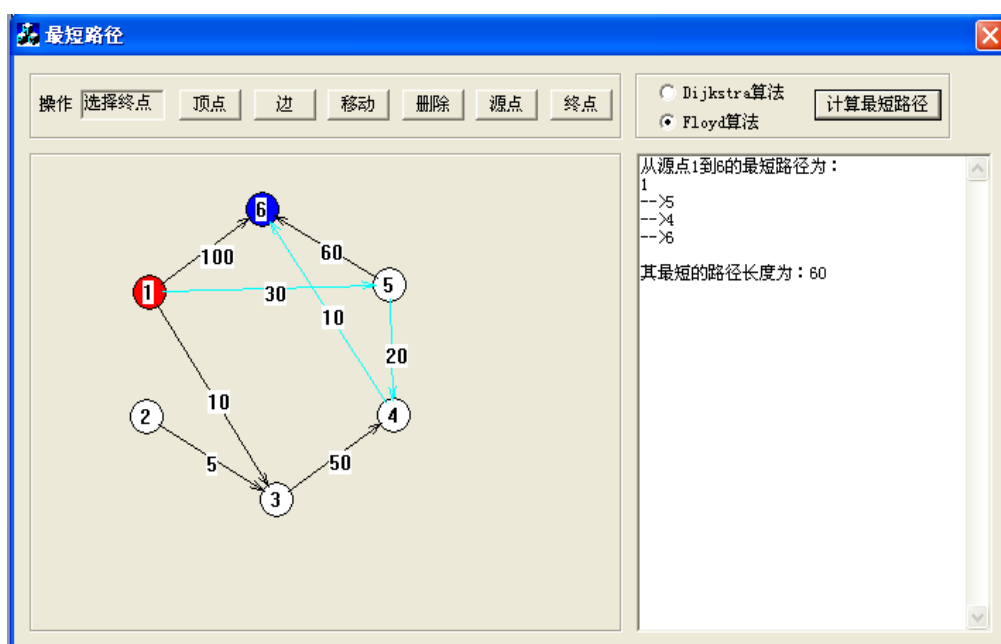 最短路径
操作 选择终点 顶点 边 移动 删除 源点 终点
Dijkstra算法
Floyd算法
计算最短路径
6
100
60
1
30
5
10
20
10
2
4
5
50
3
从源点1到6的最短路径为：
1
-->5
-->4
-->6
其最短的路径长度为：60